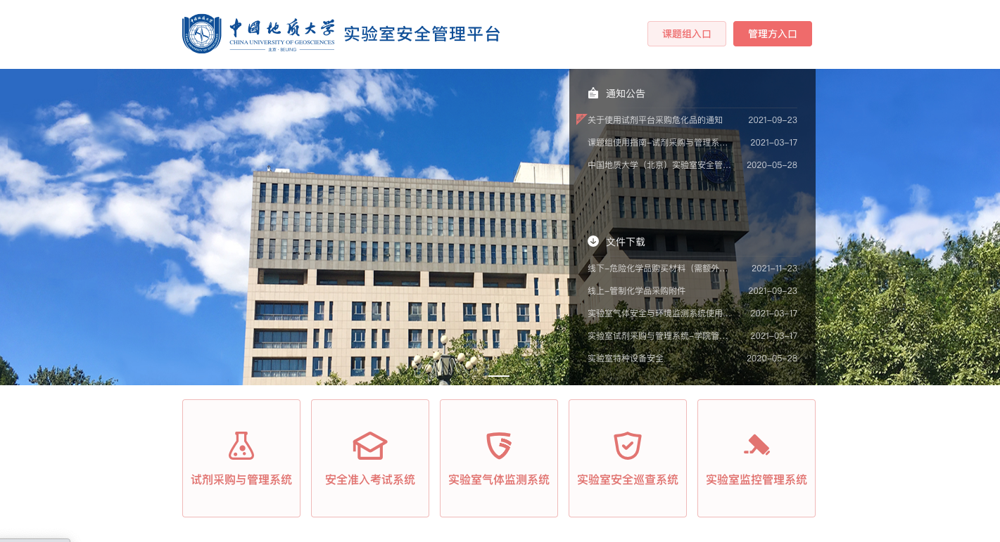 中国地质大学
CHINA UNIVERSITY OF GEOSCIENCES
北京·BEIJING
实验室安全管理平台
课题组入口
管理方入口
通知公告
关于使用试剂平台采购危化品的通知 2021-09-23
课题组使用指南-试剂采购与管理系... 2021-03-17
中国地质大学（北京）实验室安全管... 2020-05-28
文件下载
线下-危险化学品购买材料（需额外... 2021-11-23
线上-管制化学品采购附件 2021-09-23
实验室气体安全与环境监测系统使用... 2021-03-17
实验室试剂采购与管理系统-学院管... 2021-03-17
实验室特种设备安全 2020-05-28
试剂采购与管理系统
安全准入考试系统
实验室气体监测系统
实验室安全巡查系统
实验室监控管理系统